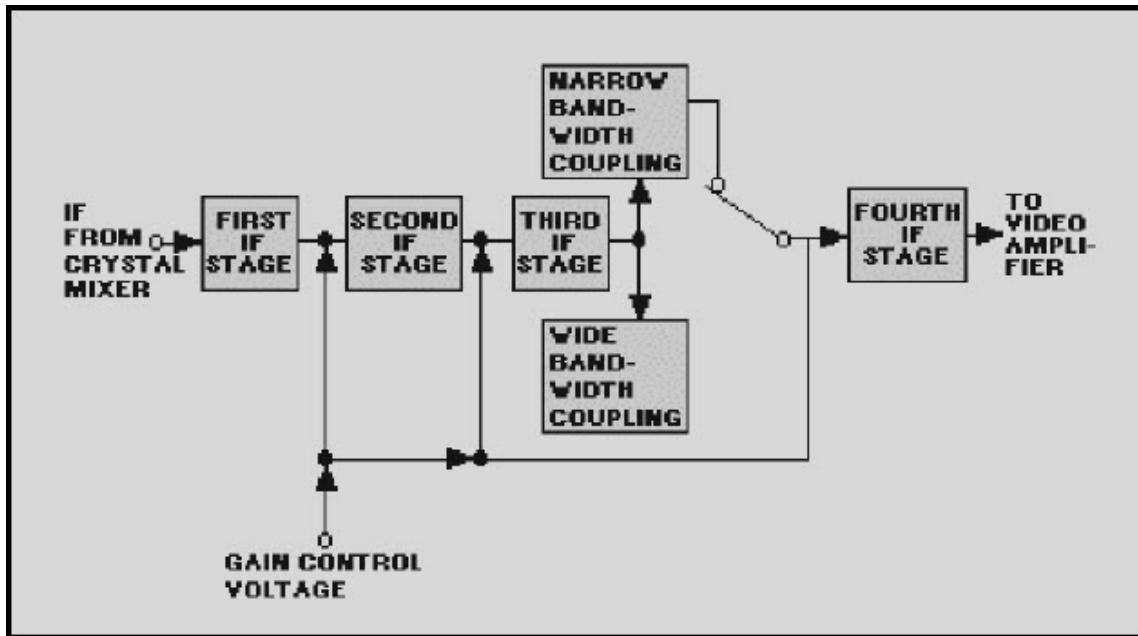 NARROW
BAND-
WIDTH
COUPLING
IF
FROM
CRYSTAL
MIXER
FIRST
IF
STAGE
SECOND
IF
STAGE
THIRD
IF
STAGE
FOURTH
IF
STAGE
TO
VIDEO
AMPLI-
FIER
WIDE
BAND-
WIDTH
COUPLING
GAIN CONTROL
VOLTAGE